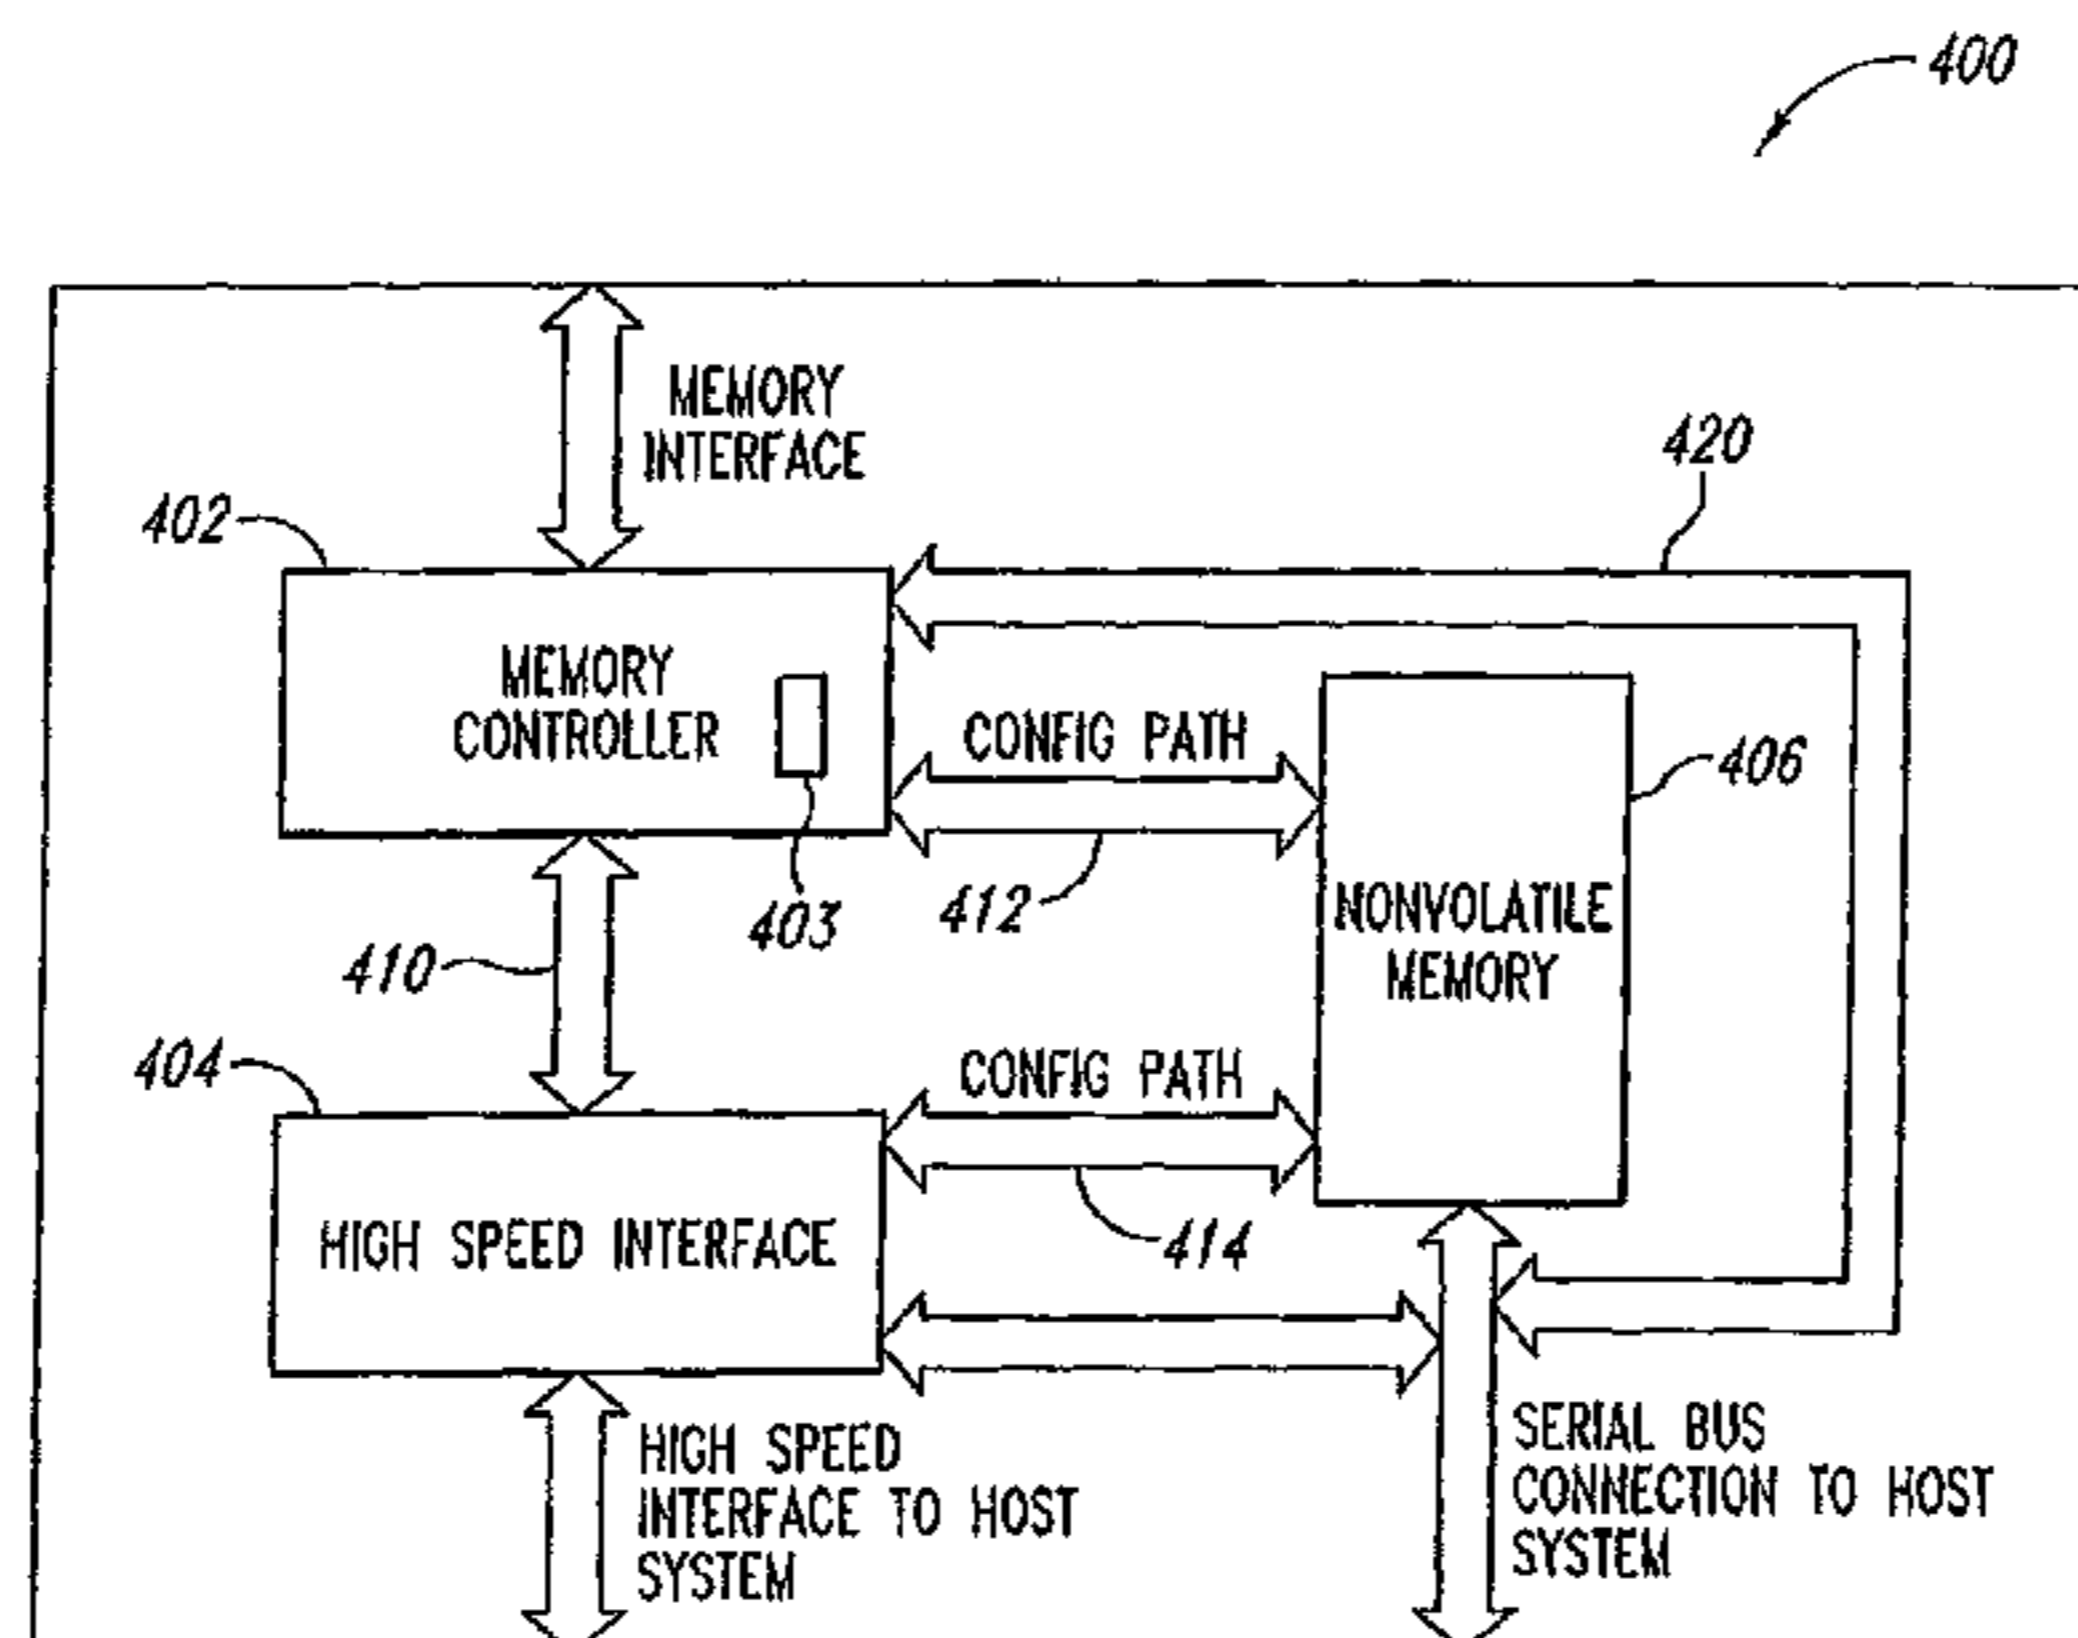 400
MEMORY
INTERFACE
420
402
MEMORY
CONTROLLER
CONFIG PATH
406
403
412
NONVOLATILE
MEMORY
410
404
CONFIG PATH
HIGH SPEED INTERFACE
414
HIGH SPEED
INTERFACE TO HOST
SYSTEM
SERIAL BUS
CONNECTION TO HOST
SYSTEM